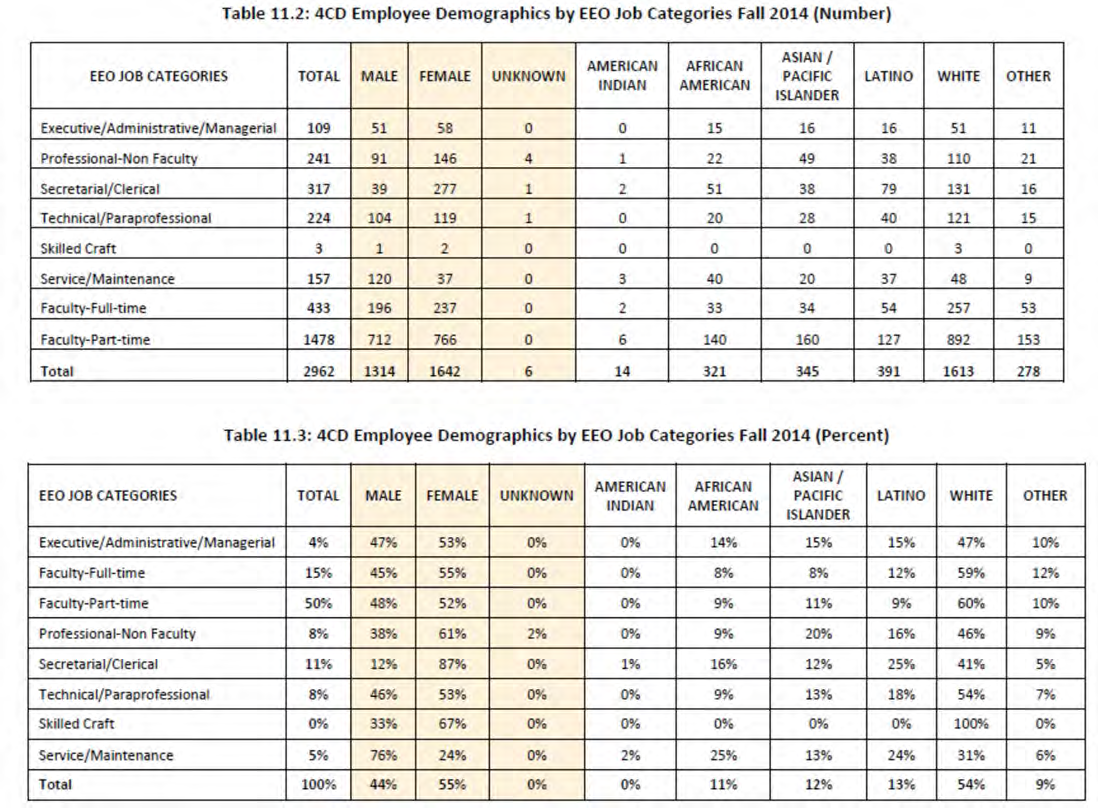 Table 11.2: 4CD Employee Demographics by EEO Job Categories Fall 2014 (Number)
EEO JOB CATEGORIES TOTAL MALE FEMALE UNKNOWN AMERICAN INDIAN AFRICAN AMERICAN ASIAN / PACIFIC ISLANDER LATINO WHITE OTHER
Executive/Administrative/Managerial 109 51 58 0 0 15 16 16 51 11
Professional-Non Faculty 241 91 146 4 1 22 49 38 110 21
Secretarial/Clerical 317 39 277 1 2 51 38 79 131 16
Technical/Paraprofessional 224 104 119 1 0 20 28 40 121 15
Skilled Craft 3 1 2 0 0 0 0 0 3 0
Service/Maintenance 157 120 37 0 3 40 20 37 48 9
Faculty-Full-time 433 196 237 0 2 33 34 54 257 53
Faculty-Part-time 1478 712 766 0 6 140 160 127 892 153
Total 2962 1314 1642 6 14 321 345 391 1613 278
Table 11.3: 4CD Employee Demographics by EEO Job Categories Fall 2014 (Percent)
EEO JOB CATEGORIES TOTAL MALE FEMALE UNKNOWN AMERICAN INDIAN AFRICAN AMERICAN ASIAN / PACIFIC ISLANDER LATINO WHITE OTHER
Executive/Administrative/Managerial 4% 47% 53% 0% 0% 14% 15% 15% 47% 10%
Faculty-Full-time 15% 45% 55% 0% 0% 8% 8% 12% 59% 12%
Faculty-Part-time 50% 48% 52% 0% 0% 9% 11% 9% 60% 10%
Professional-Non Faculty 8% 38% 61% 2% 0% 9% 20% 16% 46% 9%
Secretarial/Clerical 11% 12% 87% 0% 1% 16% 12% 25% 41% 5%
Technical/Paraprofessional 8% 46% 53% 0% 0% 9% 13% 18% 54% 7%
Skilled Craft 0% 33% 67% 0% 0% 0% 0% 0% 100% 0%
Service/Maintenance 5% 76% 24% 0% 2% 25% 13% 24% 31% 6%
Total 100% 44% 55% 0% 0% 11% 12% 13% 54% 9%